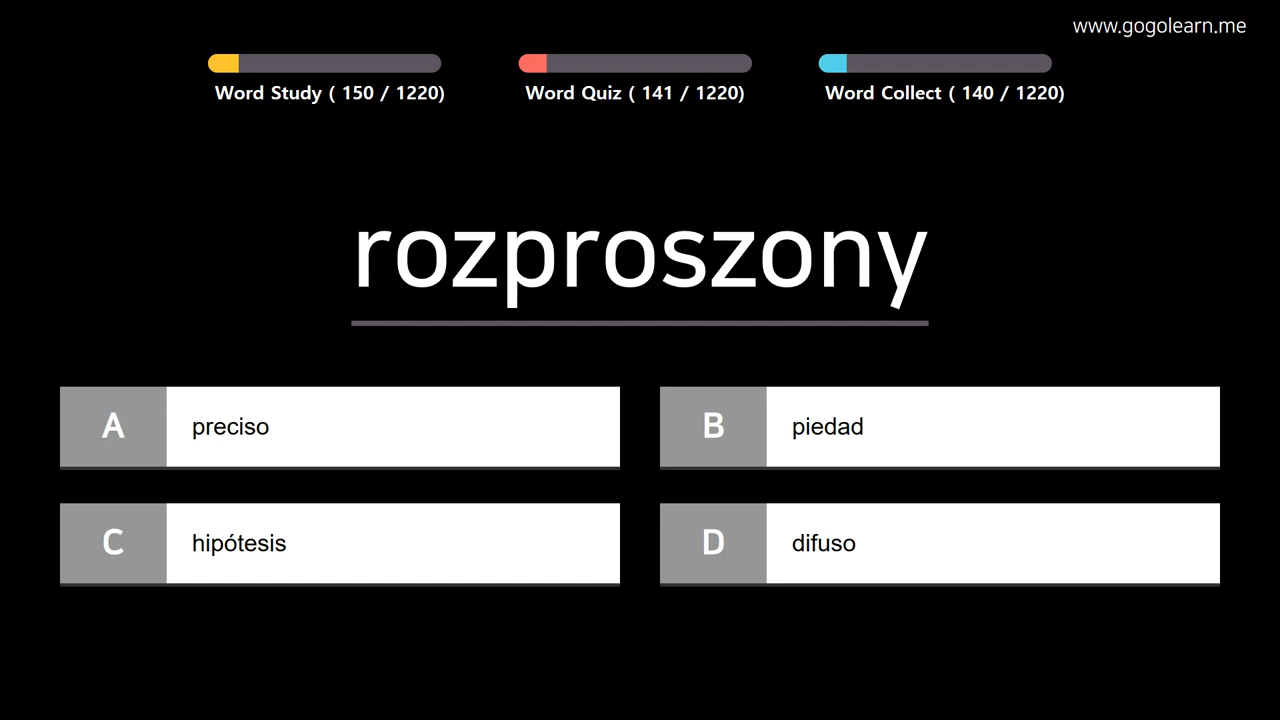 www.gogolearn.me
Word Study ( 150 / 1220)
Word Quiz ( 141 / 1220)
Word Collect ( 140 / 1220)
rozproszony
A preciso
B piedad
C hipótesis
D difuso